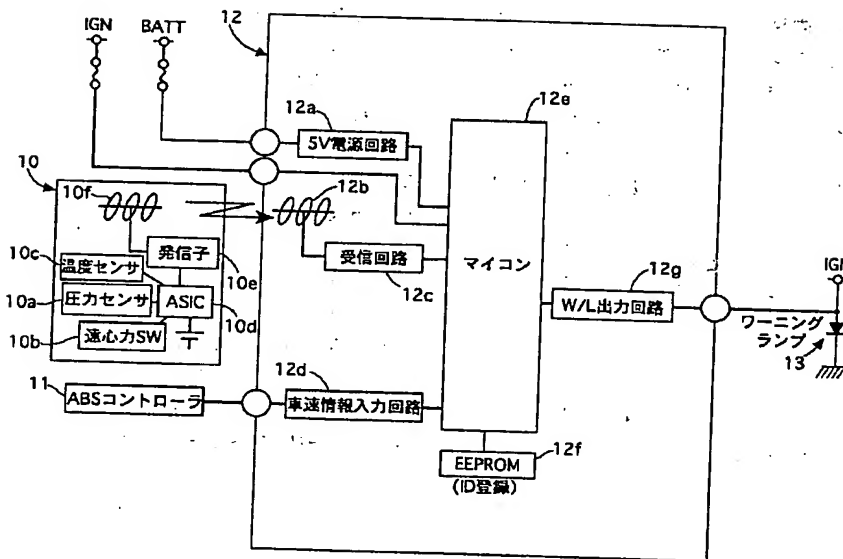 IGN
BATT
12
12a
12e
5V電源回路
10
10f
12b
発信子
10c
温度センサ
10e
受信回路
マイコン
12g
IGN
10a
圧力センサ
ASIC
10d
12c
W/L出力回路
10b
遠心力SW
ワーニング
ランプ
13
11
12d
ABSコントローラ
車速情報入力回路
12f
EEPROM
(ID登録)